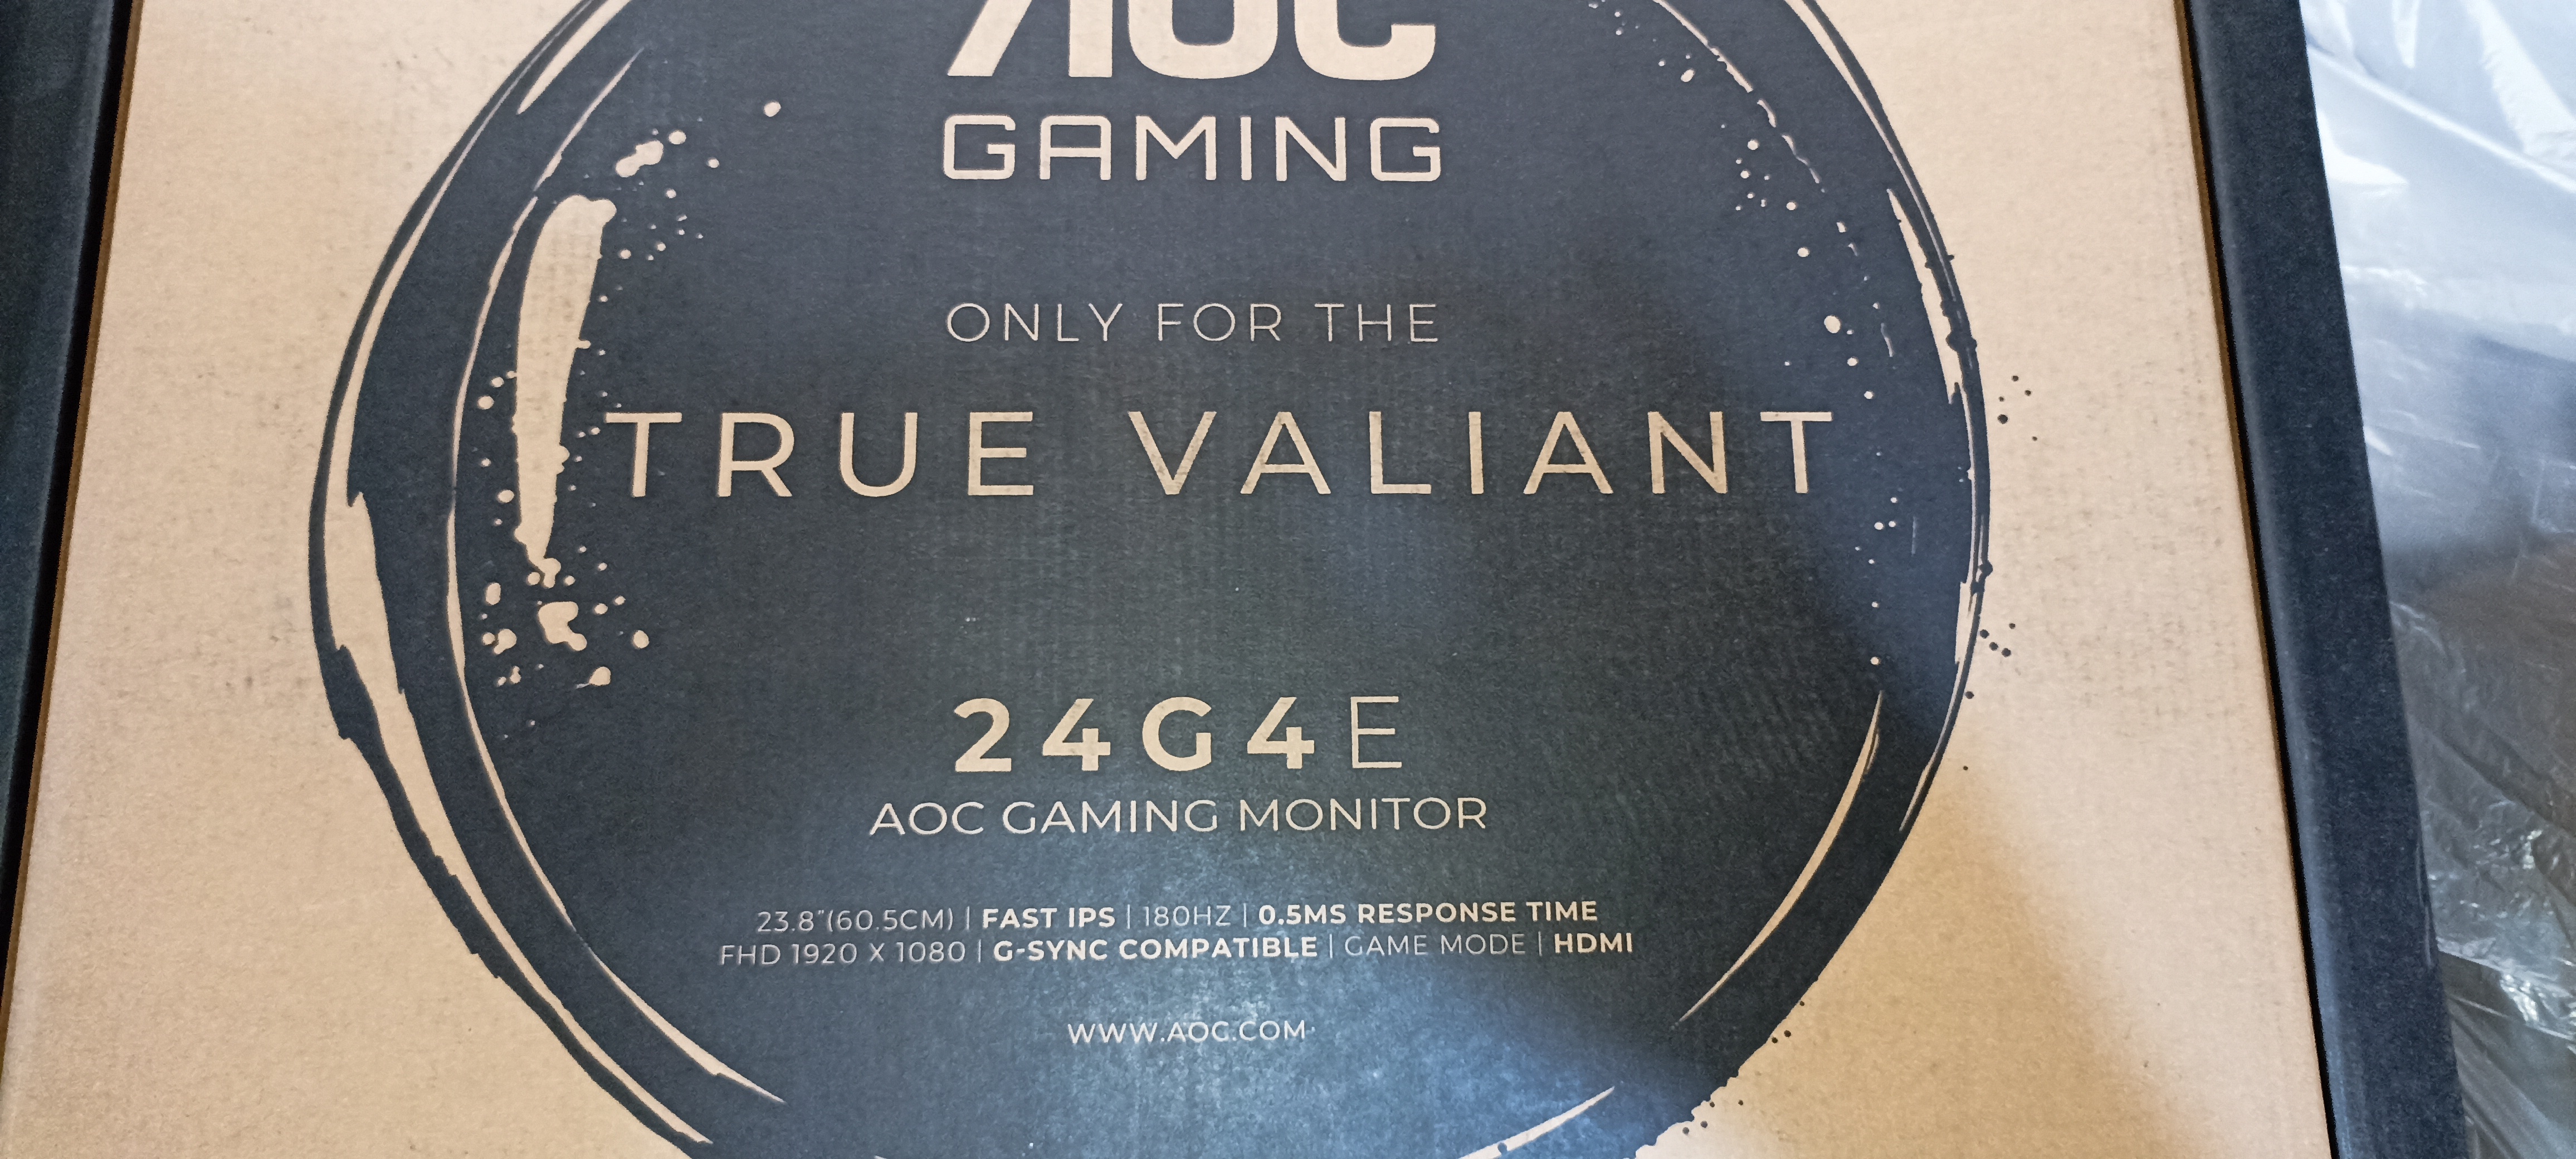 AOC
GAMING
ONLY FOR THE
TRUE VALIANT
24G4E
AOC GAMING MONITOR
23.8"(60.5CM) | FAST IPS | 180HZ | 0.5MS RESPONSE TIME
FHD 1920 X 1080 | G-SYNC COMPATIBLE | GAME MODE | HDMI
WWW.AOC.COM